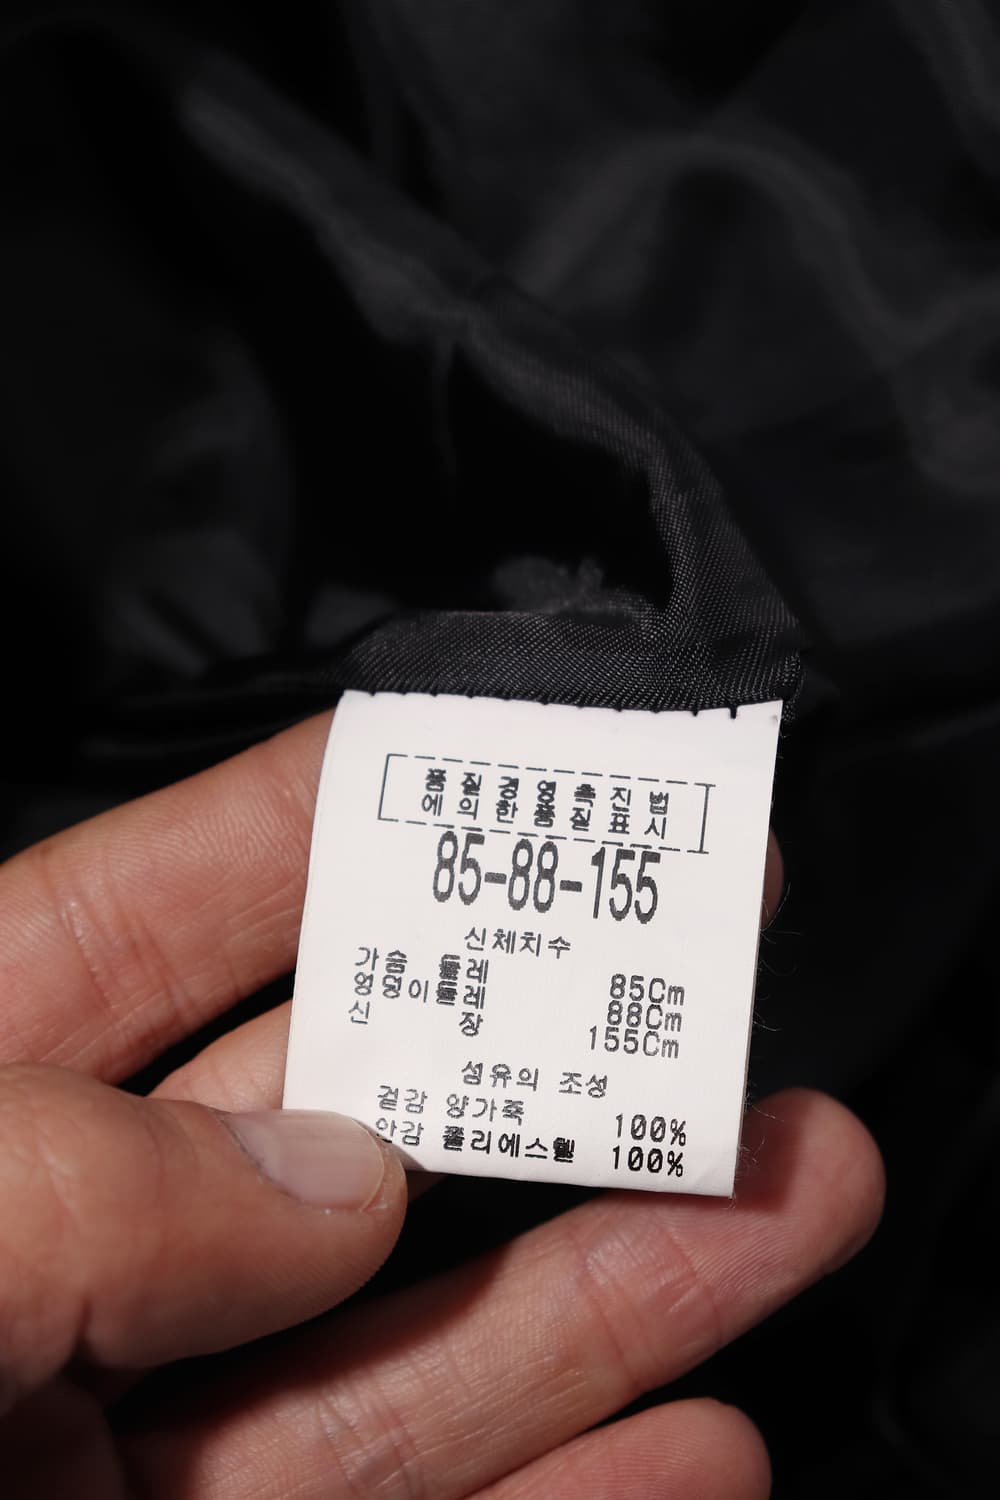 품질경영촉진법
에의한품질표시
85-88-155
신체치수
가슴 둘레 85Cm
엉덩이둘레 88Cm
신 장 155Cm
섬유의 조성
겉감 양가죽 100%
안감 폴리에스텔 100%